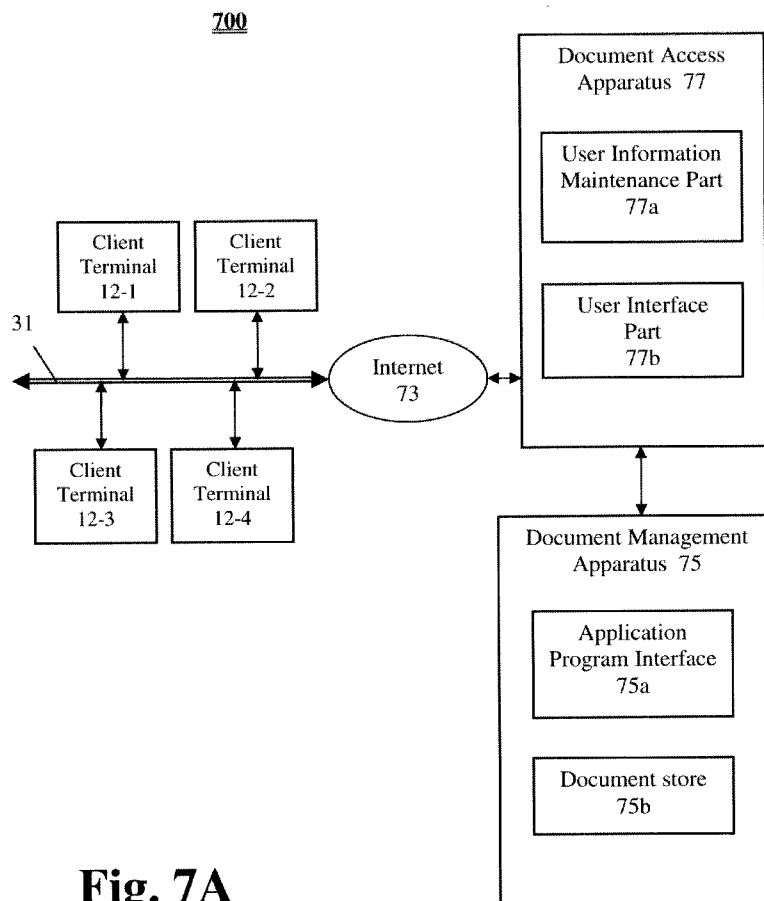 700
Document Access
Apparatus 77
User Information
Maintenance Part
77a
User Interface
Part
77b
Client
Terminal
12-1
Client
Terminal
12-2
31
Internet
73
Client
Terminal
12-3
Client
Terminal
12-4
Document Management
Apparatus 75
Application
Program Interface
75a
Document store
75b
Fig. 7A